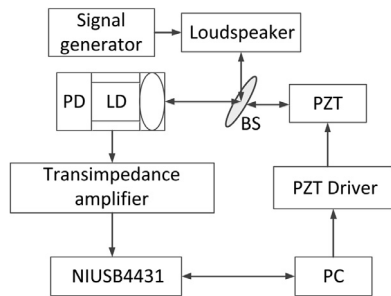 Signal
generator
Loudspeaker
PD
LD
BS
PZT
Transimpedance
amplifier
PZT Driver
NIUSB4431
PC